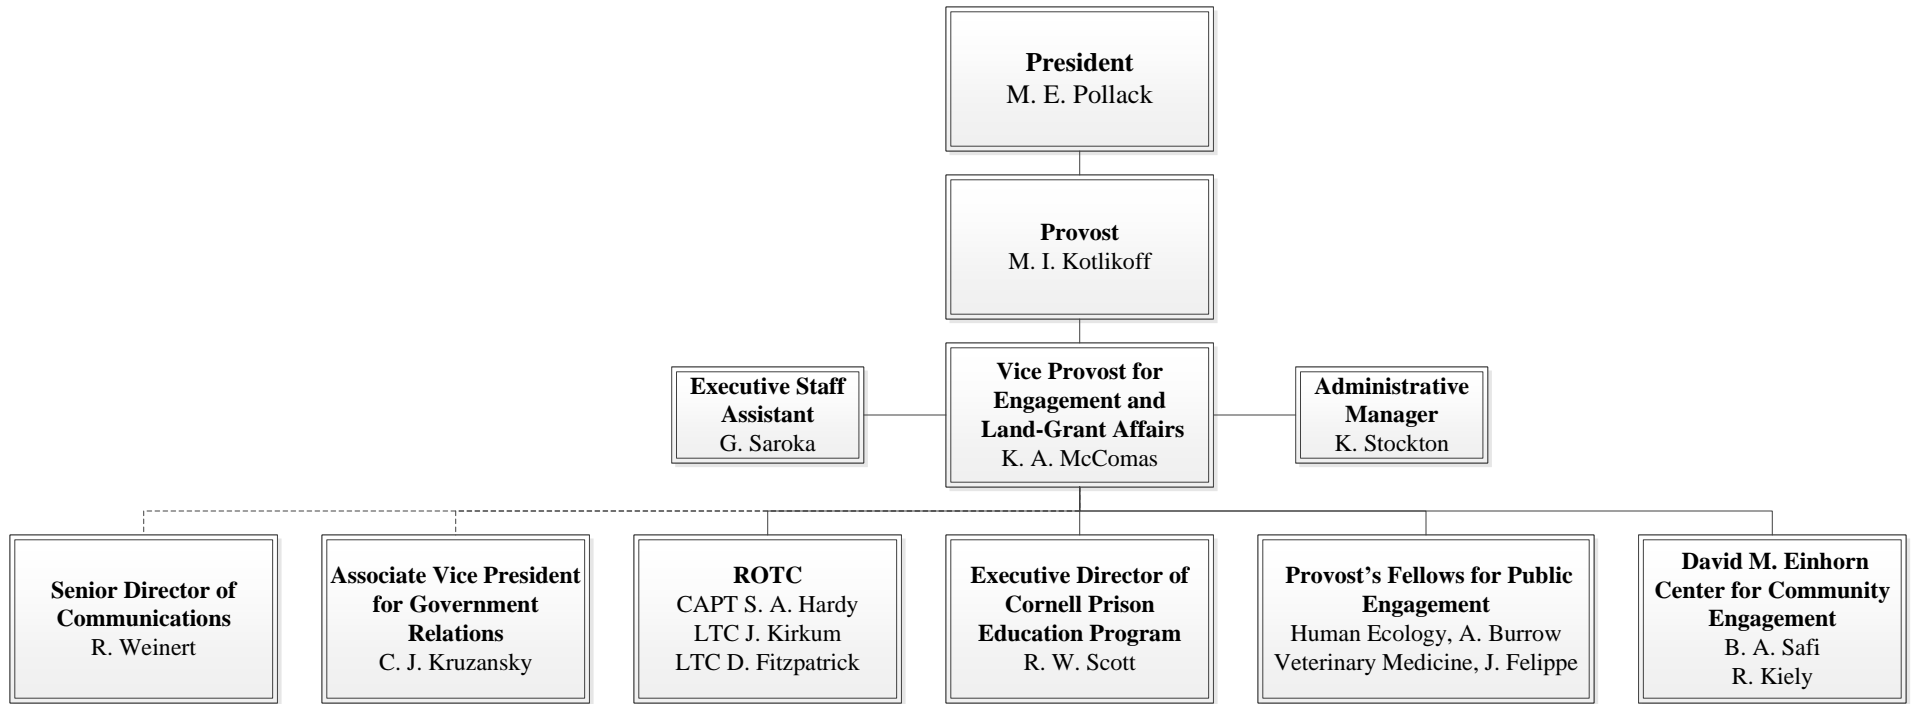 President
M. E. Pollack
Provost
M. I. Kotlikoff
Executive Staff
Assistant
G. Saroka
Vice Provost for
Engagement and
Land-Grant Affairs
K. A. McComas
Administrative
Manager
K. Stockton
Senior Director of
Communications
R. Weinert
Associate Vice President
for Government
Relations
C. J. Kruzansky
ROTC
CAPT S. A. Hardy
LTC J. Kirkum
LTC D. Fitzpatrick
Executive Director of
Cornell Prison
Education Program
R. W. Scott
Provost’s Fellows for Public
Engagement
Human Ecology, A. Burrow
Veterinary Medicine, J. Felippe
David M. Einhorn
Center for Community
Engagement
B. A. Safi
R. Kiely